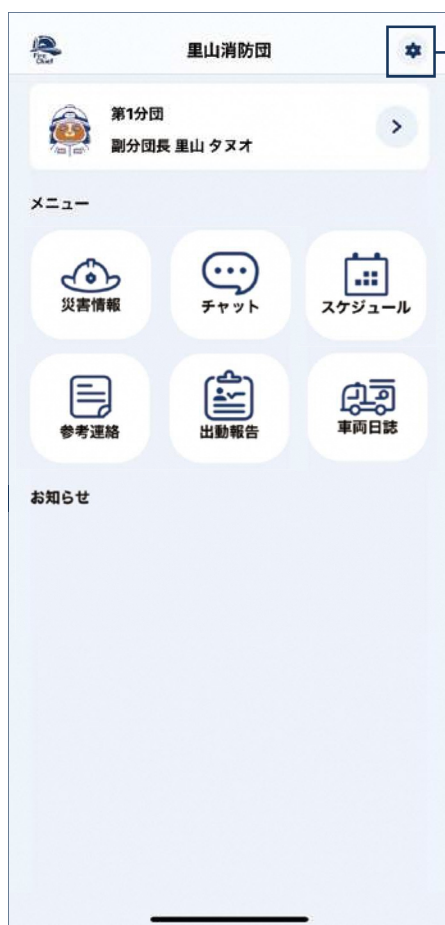 Fire
Chief
里山消防団
第1分団
副分団長 里山 タヌオ
メニュー
災害情報
チャット
スケジュール
参考連絡
出動報告
車両日誌
お知らせ